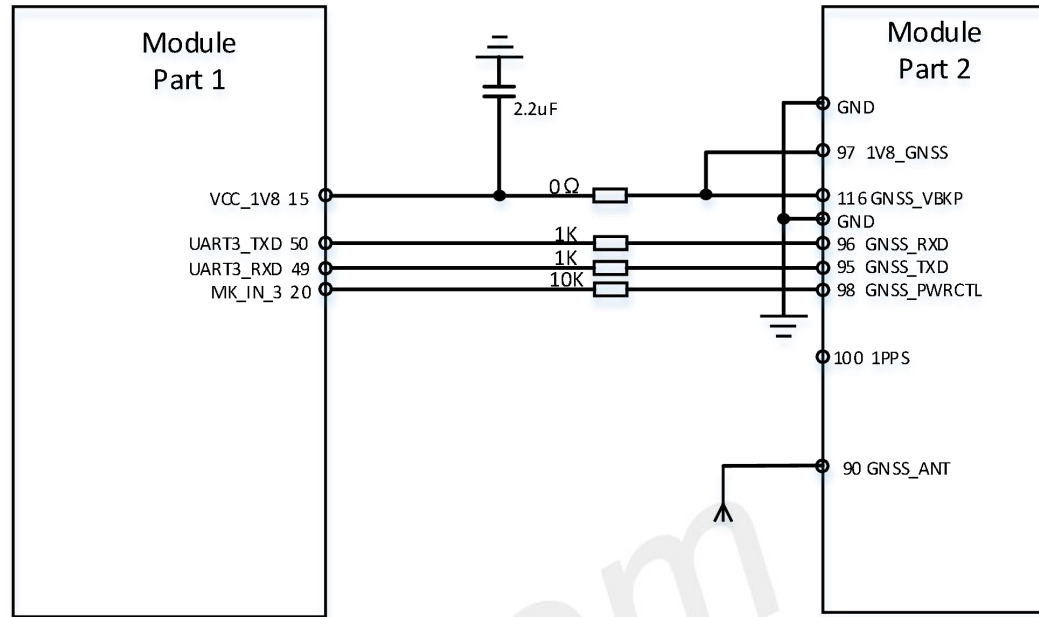 Module
Part 1
Module
Part 2
2.2uF
GND
97 1V8_GNSS
VCC_1V8 15
0Ω
116 GNSS_VBKP
GND
UART3_TXD 50
1K
96 GNSS_RXD
UART3_RXD 49
1K
95 GNSS_TXD
MK_IN_3 20
10K
98 GNSS_PWRCTL
100 1PPS
90 GNSS_ANT